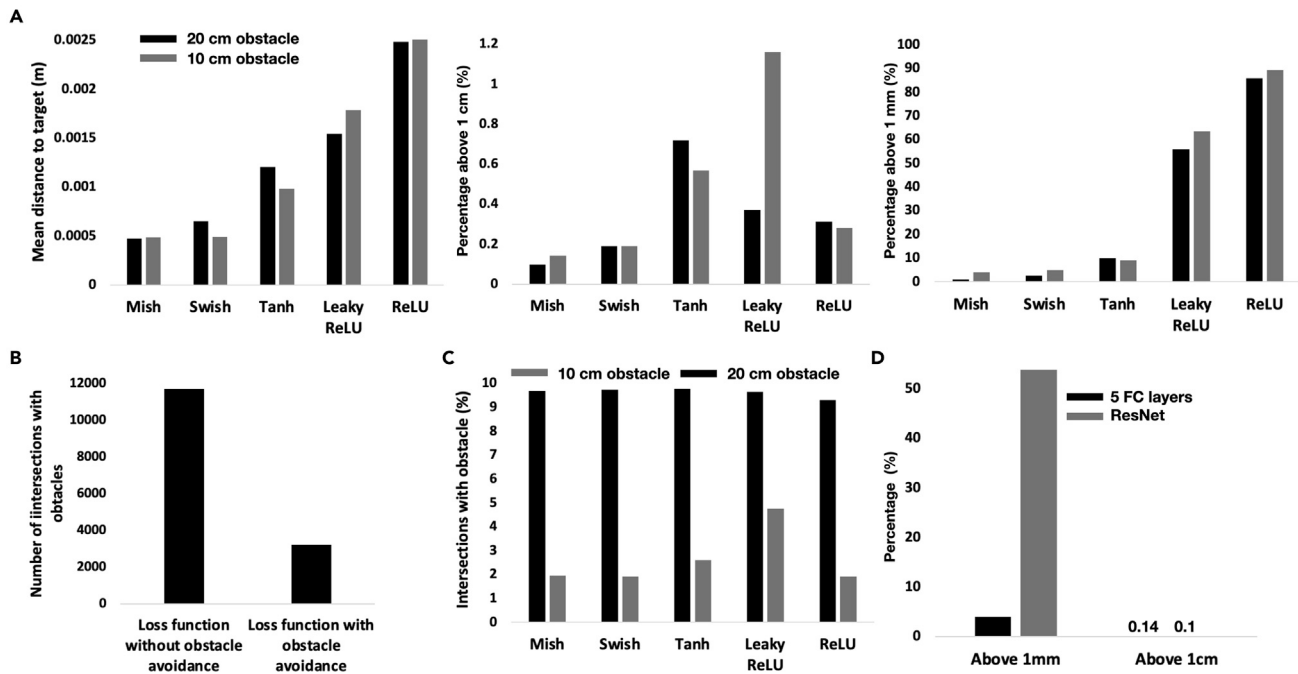 A
Mean distance to target (m)
0.0025
0.002
0.0015
0.001
0.0005
0
20 cm obstacle
10 cm obstacle
Mish
Swish
Tanh
Leaky
ReLU
ReLU
Percentage above 1 cm (%)
1.2
1
0.8
0.6
0.4
0.2
0
Mish
Swish
Tanh
Leaky
ReLU
ReLU
Percentage above 1 mm (%)
100
90
80
70
60
50
40
30
20
10
0
Mish
Swish
Tanh
Leaky
ReLU
ReLU
B
Number of iintersections with
obtacles
12000
10000
8000
6000
4000
2000
0
Loss function
without obstacle
avoidance
Loss function with
obstacle
avoidance
C
10 cm obstacle
20 cm obstacle
Intersections with obstacle (%)
10
9
8
7
6
5
4
3
2
1
0
Mish
Swish
Tanh
Leaky
ReLU
ReLU
D
Percentage (%)
50
40
30
20
10
0
5 FC layers
ResNet
0.14
0.1
Above 1mm
Above 1cm